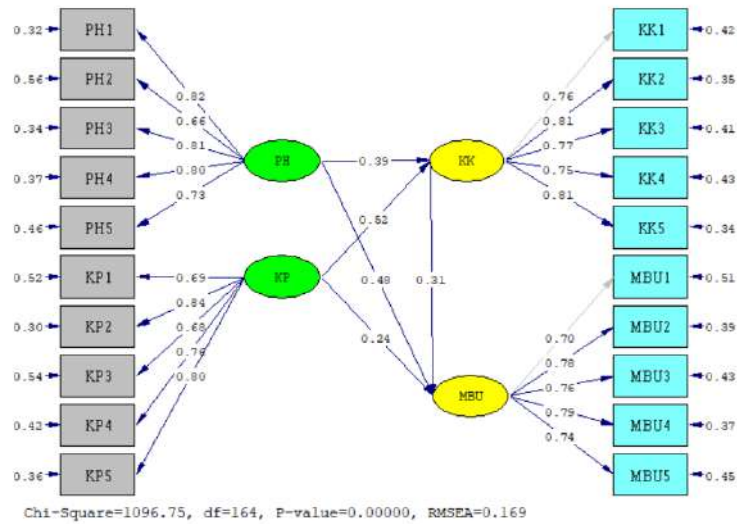 0.32 PH1 KK1 0.42
0.56 PH2 0.82 0.76 KK2 0.35
0.66 0.81
0.34 PH3 0.81 0.77 KK3 0.41
0.37 PH4 0.80 PH 0.39 KK 0.75 KK4 0.43
0.73 0.81
0.46 PH5 0.52 KK5 0.34
0.52 KP1 0.69 KP 0.48 0.31 MBU1 0.51
0.84
0.30 KP2 0.68 0.24 0.70 MBU2 0.39
0.76 0.78
0.54 KP3 0.80 0.76 MBU3 0.43
MBU 0.79
0.42 KP4 0.74 MBU4 0.37
0.36 KP5 MBU5 0.45
Chi-Square=1096.75, df=164, P-value=0.00000, RMSEA=0.169